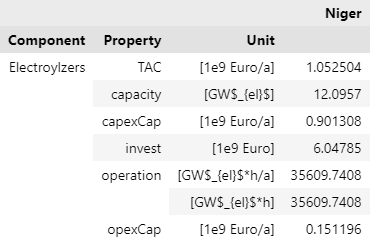 Niger
Component Property Unit
Electroylzers TAC [1e9 Euro/a] 1.052504
capacity [GW$_{el}$] 12.0957
capexCap [1e9 Euro/a] 0.901308
invest [1e9 Euro] 6.04785
operation [GW$_{el}$*h/a] 35609.7408
[GW$_{el}$*h] 35609.7408
opexCap [1e9 Euro/a] 0.151196